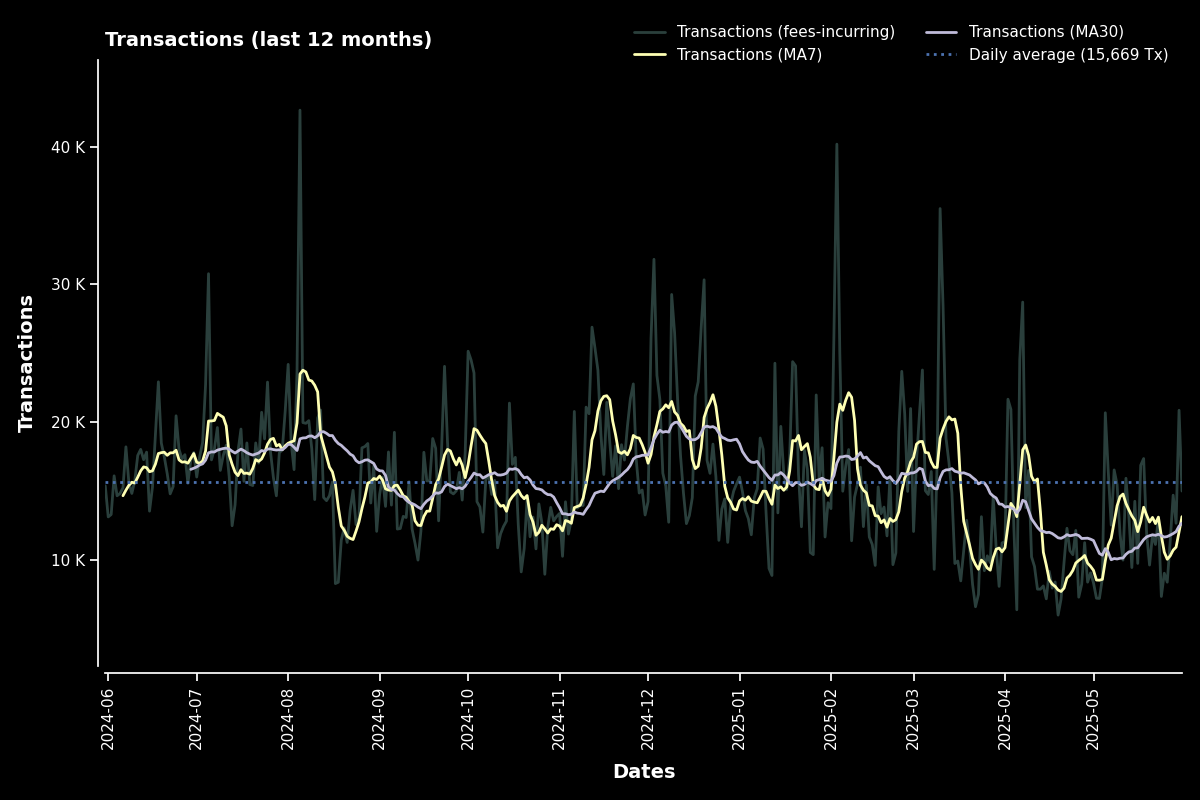 Transactions (last 12 months)
Transactions (fees-incurring)
Transactions (MA7)
Transactions (MA30)
Daily average (15,669 Tx)
Transactions
40 K
30 K
20 K
10 K
2024-06
2024-07
2024-08
2024-09
2024-10
2024-11
2024-12
2025-01
2025-02
2025-03
2025-04
2025-05
Dates